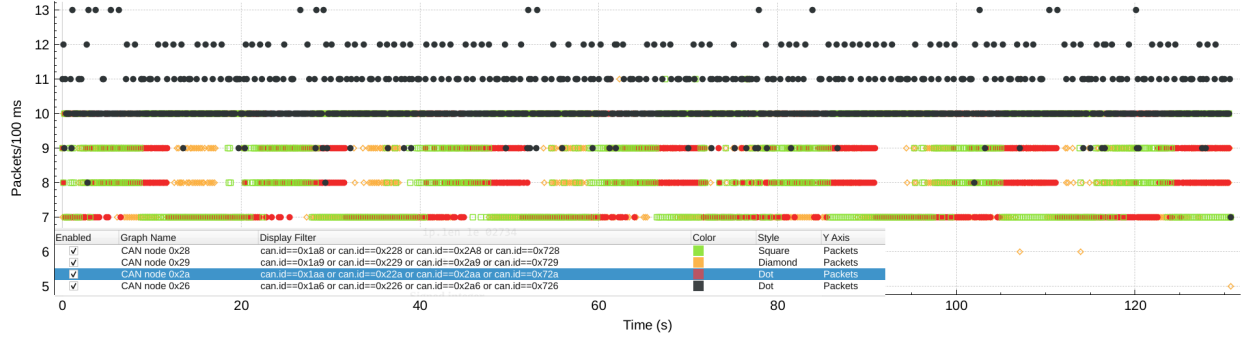 13
12
11
10
9
8
7
6
5
Packets/100 ms
Enabled Graph Name Display Filter Color Style Y Axis
CAN node 0x28 can.id==0x1a8 or can.id==0x228 or can.id==0x2A8 or can.id==0x728 Square Packets
CAN node 0x29 can.id==0x1a9 or can.id==0x229 or can.id==0x2a9 or can.id==0x729 Diamond Packets
CAN node 0x2a can.id==0x1aa or can.id==0x22a or can.id==0x2aa or can.id==0x72a Dot Packets
CAN node 0x26 can.id==0x1a6 or can.id==0x226 or can.id==0x2a6 or can.id==0x726 Dot Packets
0 20 40 60 80 100 120
Time (s)